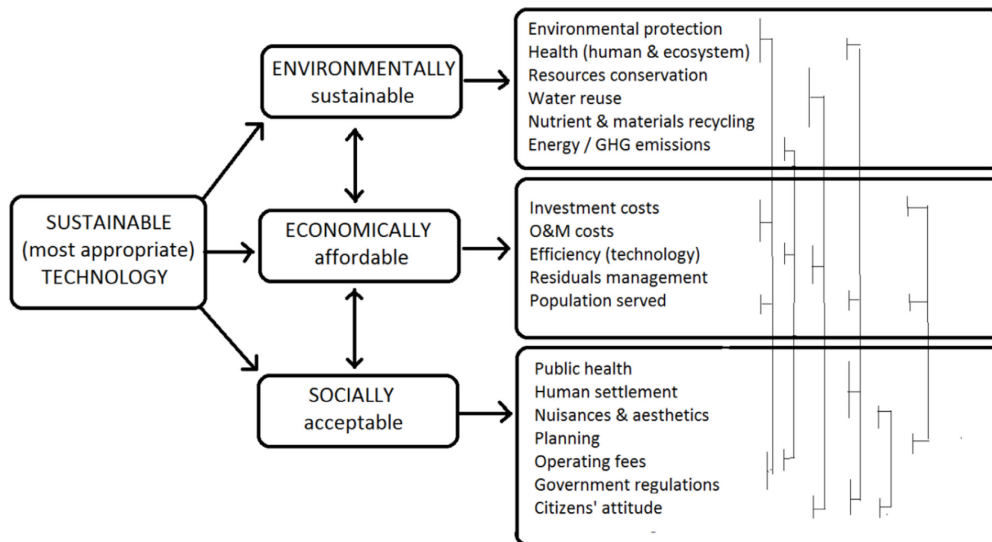 ENVIRONMENTALLY
sustainable
Environmental protection
Health (human & ecosystem)
Resources conservation
Water reuse
Nutrient & materials recycling
Energy / GHG emissions
SUSTAINABLE
(most appropriate)
TECHNOLOGY
ECONOMICALLY
affordable
Investment costs
O&M costs
Efficiency (technology)
Residuals management
Population served
SOCIALLY
acceptable
Public health
Human settlement
Nuisances & aesthetics
Planning
Operating fees
Government regulations
Citizens' attitude